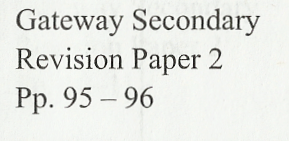 Gateway Secondary
Revision Paper 2
Pp. 95 – 96